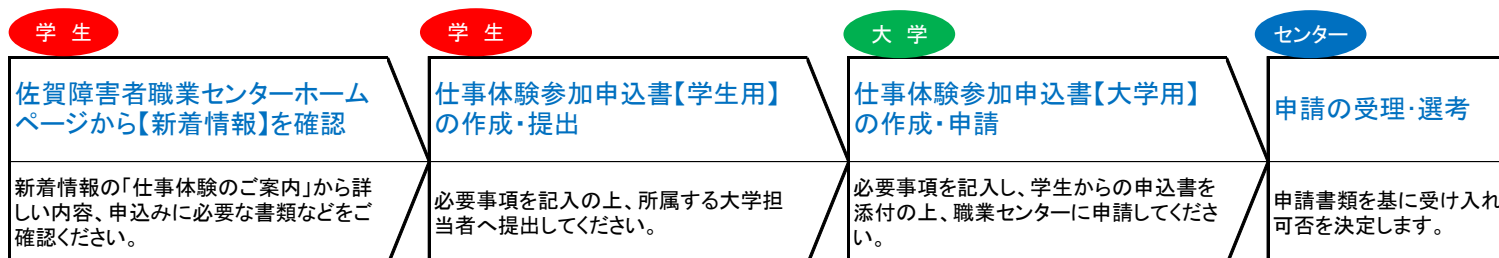 学 生
佐賀障害者職業センターホーム
ページから【新着情報】を確認
新着情報の「仕事体験のご案内」から詳
しい内容、申込みに必要な書類などをご
確認ください。
学 生
仕事体験参加申込書【学生用】
の作成・提出
必要事項を記入の上、所属する大学担
当者へ提出してください。
大 学
仕事体験参加申込書【大学用】
の作成・申請
必要事項を記入し、学生からの申込書を
添付の上、職業センターに申請してくださ
い。
センター
申請の受理・選考
申請書類を基に受け入れ
可否を決定します。